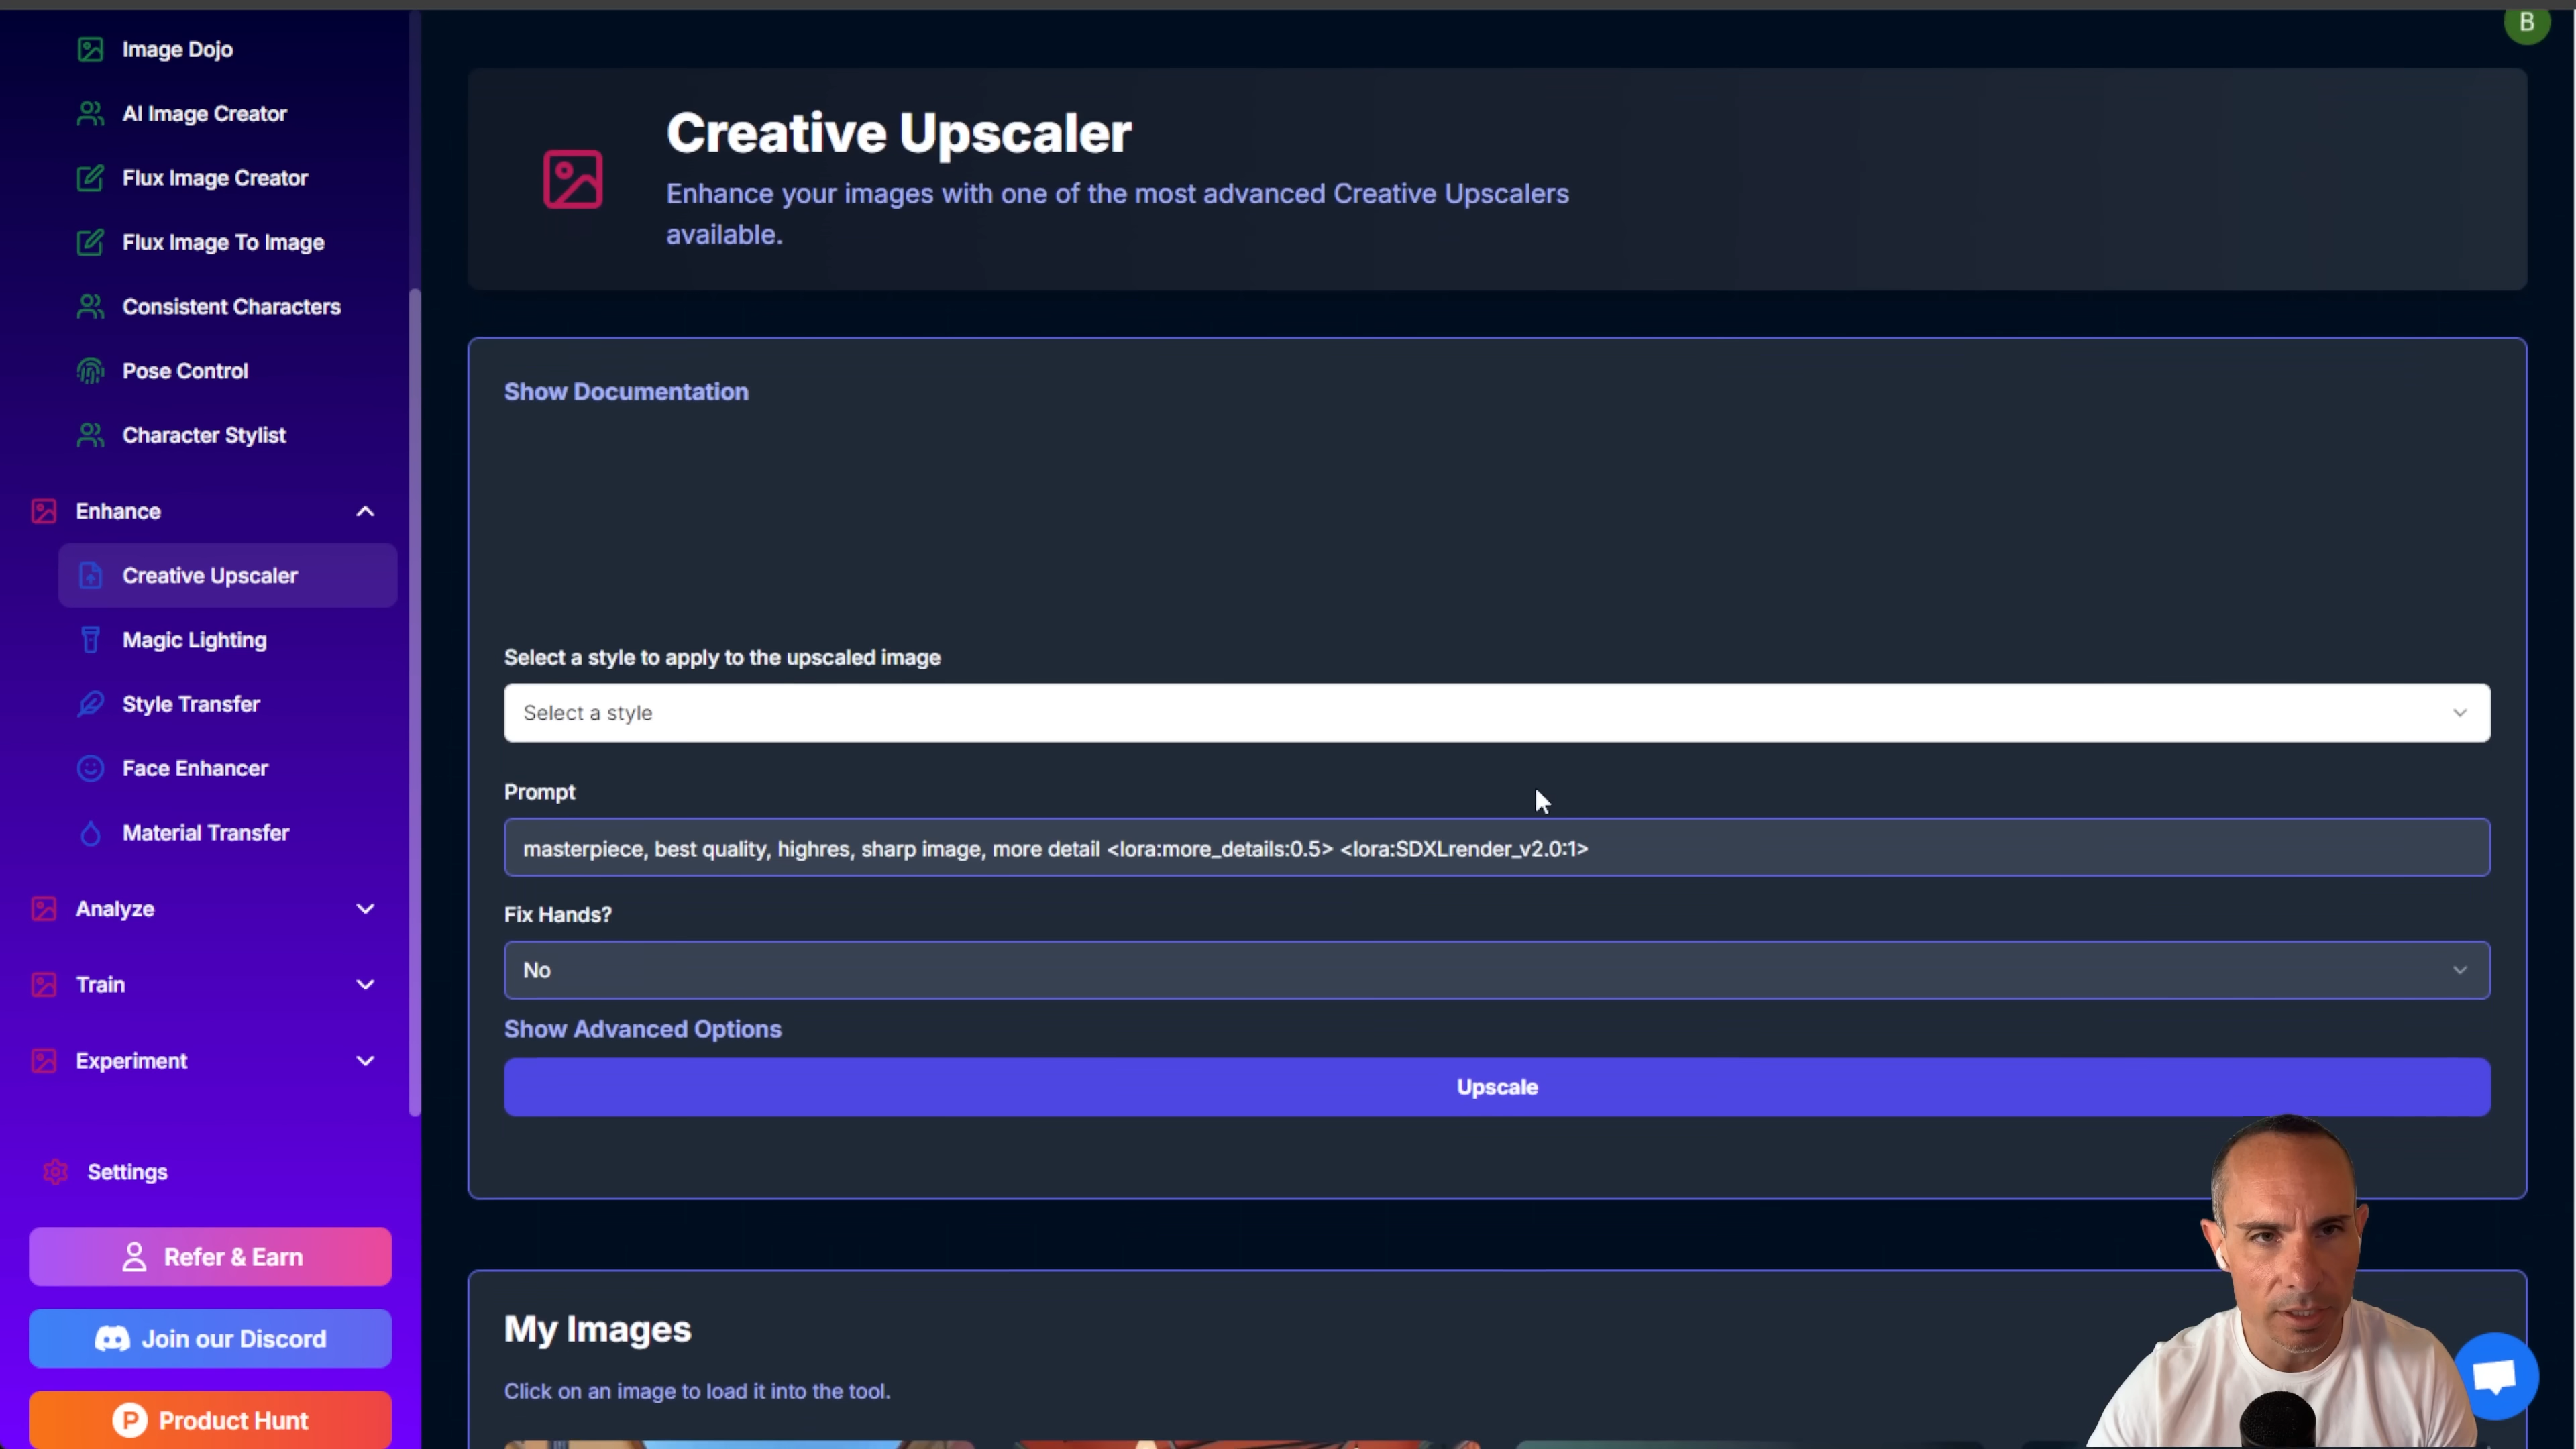 Image Dojo
AI Image Creator
Flux Image Creator
Flux Image To Image
Consistent Characters
Pose Control
Character Stylist
Enhance
Creative Upscaler
Magic Lighting
Style Transfer
Face Enhancer
Material Transfer
Analyze
Train
Experiment
Settings
Refer & Earn
Join our Discord
P Product Hunt
B
Creative Upscaler
Enhance your images with one of the most advanced Creative Upscalers
available.
Show Documentation
Select a style to apply to the upscaled image
Select a style
Prompt
masterpiece, best quality, highres, sharp image, more detail <lora:more_details:0.5> <lora:SDXLrender_v2.0:1>
Fix Hands?
No
Show Advanced Options
Upscale
My Images
Click on an image to load it into the tool.